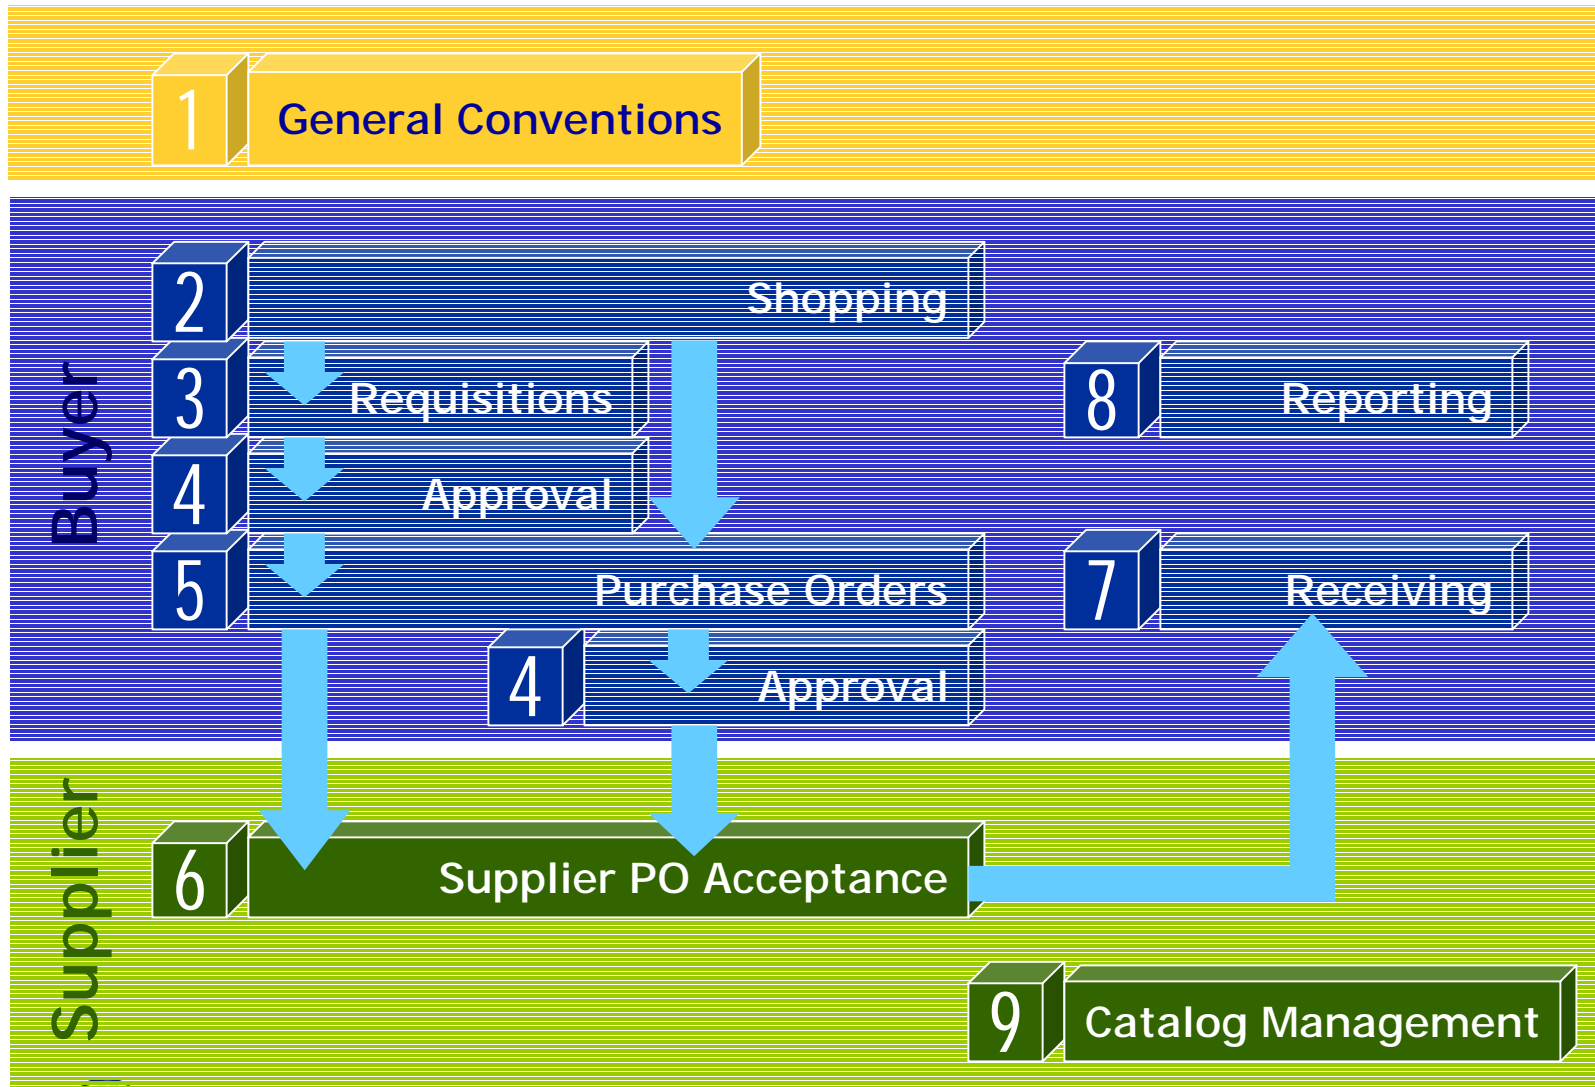 1 General Conventions
Buyer
2 Shopping
3 Requisitions
8 Reporting
4 Approval
5 Purchase Orders
7 Receiving
4 Approval
Supplier
6 Supplier PO Acceptance
9 Catalog Management